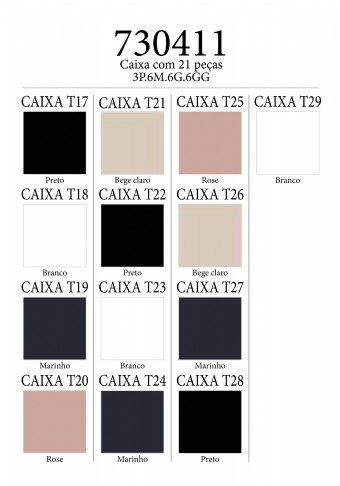 730411
Caixa com 21 peças
3P.6M.6G.6GG
CAIXA T17
Preto
CAIXA T18
Branco
CAIXA T19
Marinho
CAIXA T20
Rose
CAIXA T21
Bege claro
CAIXA T22
Preto
CAIXA T23
Branco
CAIXA T24
Marinho
CAIXA T25
Rose
CAIXA T26
Bege claro
CAIXA T27
Marinho
CAIXA T28
Preto
CAIXA T29
Branco